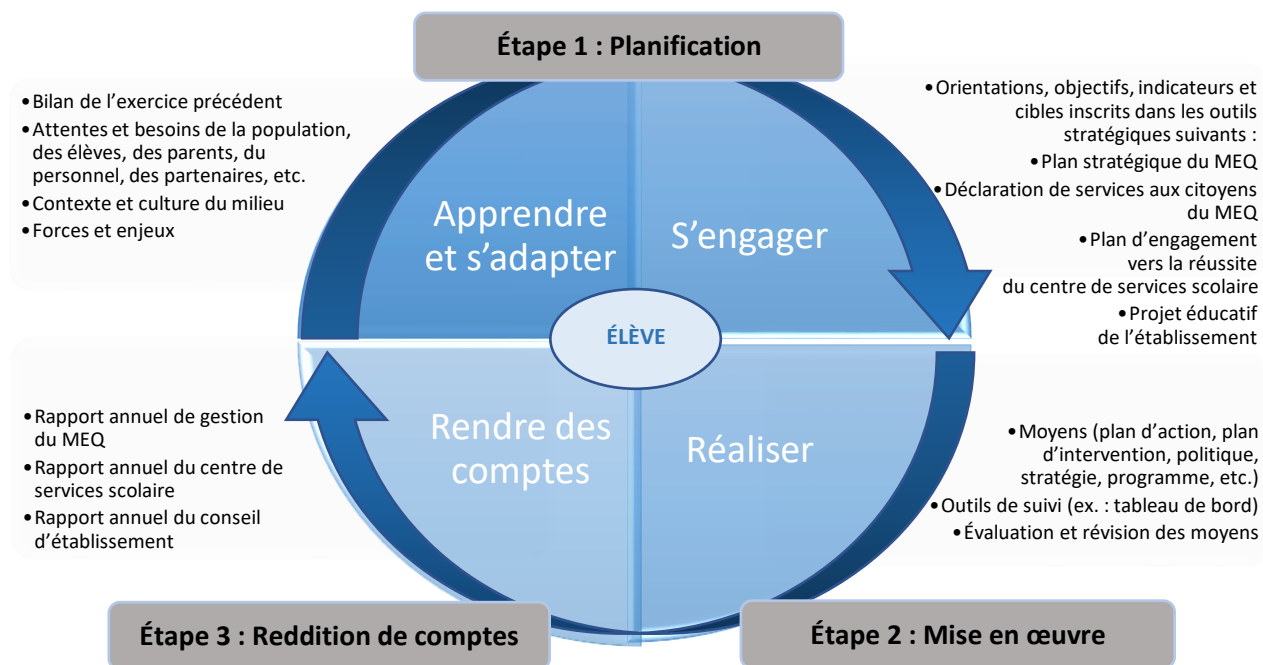 Étape 1 : Planification
•Bilan de l’exercice précédent
•Attentes et besoins de la population,
des élèves, des parents, du
personnel, des partenaires, etc.
•Contexte et culture du milieu
•Forces et enjeux
•Orientations, objectifs, indicateurs et
cibles inscrits dans les outils
stratégiques suivants :
•Plan stratégique du MEQ
•Déclaration de services aux citoyens
du MEQ
•Plan d’engagement
vers la réussite
du centre de services scolaire
•Projet éducatif
de l’établissement
Apprendre
et s’adapter
S’engager
ÉLÈVE
Rendre des
comptes
Réaliser
•Rapport annuel de gestion
du MEQ
•Rapport annuel du centre de
services scolaire
•Rapport annuel du conseil
d’établissement
•Moyens (plan d’action, plan
d’intervention, politique,
stratégie, programme, etc.)
•Outils de suivi (ex. : tableau de bord)
•Évaluation et révision des moyens
Étape 3 : Reddition de comptes
Étape 2 : Mise en œuvre